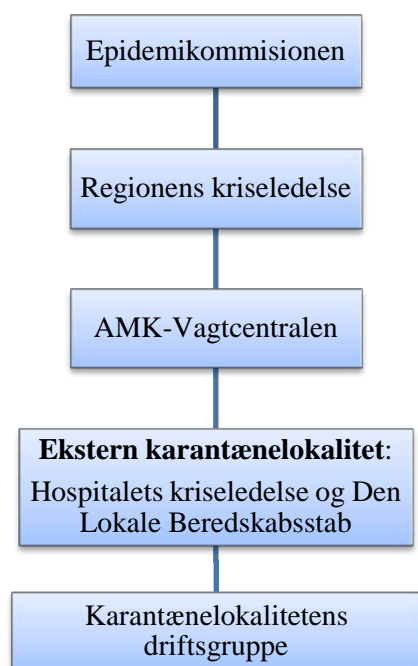 Epidemikommisionen
Regionens kriseledelse
AMK-Vagtcentralen
Ekstern karantænelokalitet:
Hospitalets kriseledelse og Den
Lokale Beredskabsstab
Karantænelokalitetens
driftsgruppe